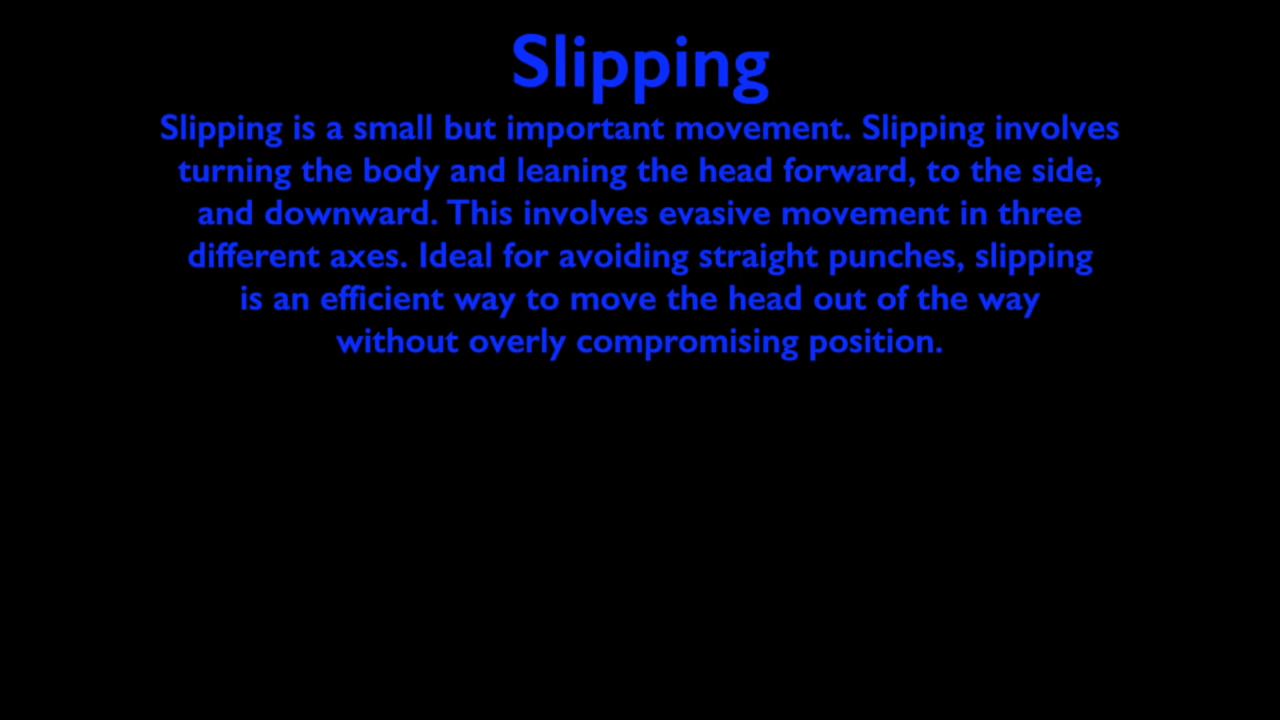 Slipping
Slipping is a small but important movement. Slipping involves
turning the body and leaning the head forward, to the side,
and downward. This involves evasive movement in three
different axes. Ideal for avoiding straight punches, slipping
is an efficient way to move the head out of the way
without overly compromising position.